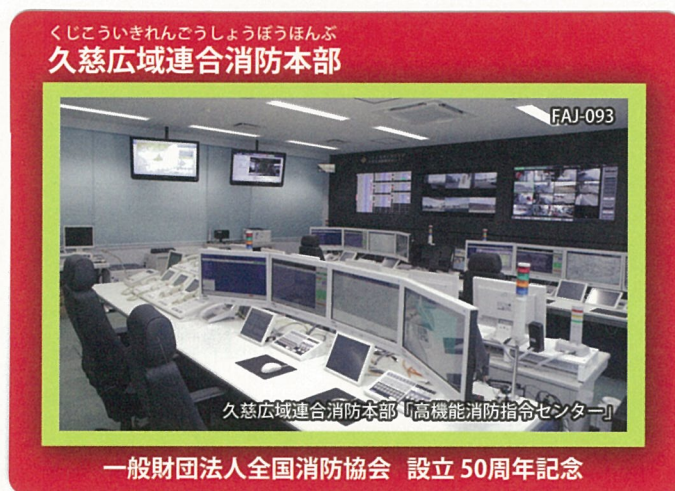 くじこういきれんごうしょうぼうほんぶ
久慈広域連合消防本部
FAJ-093
久慈広域連合消防本部「高機能消防指令センター」
一般財団法人全国消防協会 設立50周年記念